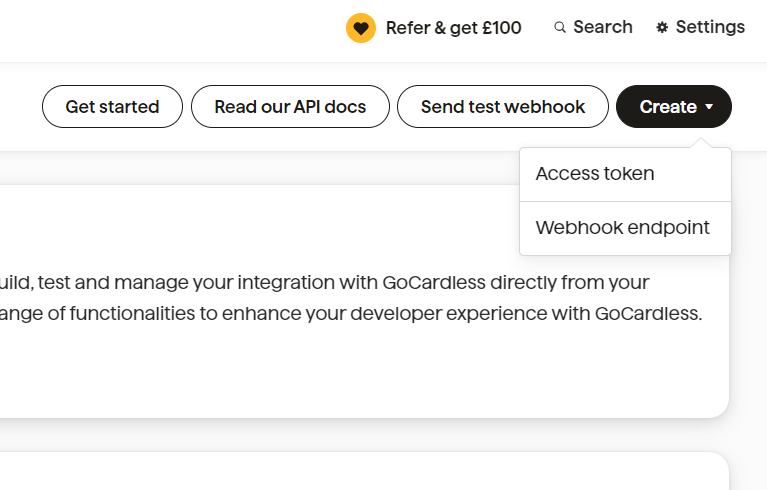 Refer & get £100 Search Settings
Get started Read our API docs Send test webhook Create
Access token
Webhook endpoint
test and manage your integration with GoCardless directly from your
of functionalities to enhance your developer experience with GoCardless.